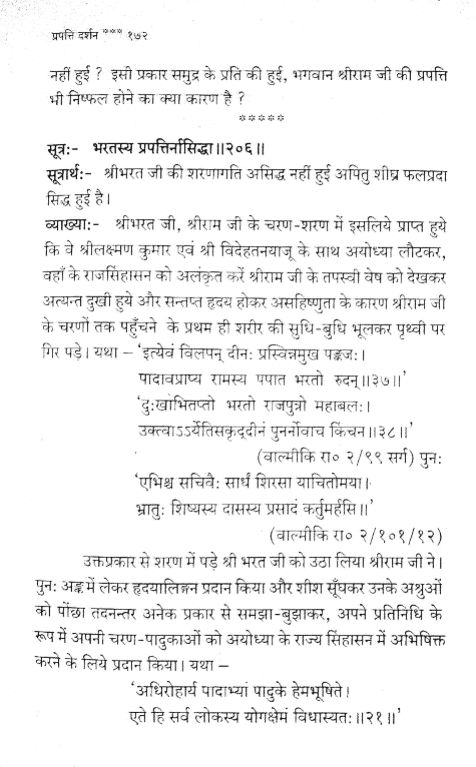 प्रपत्ति दर्शन *** १७२
नहीं हुई ? इसी प्रकार समुद्र के प्रति की हुई, भगवान श्रीराम जी की प्रपत्ति
भी निष्फल होने का क्या कारण है ?
*****
सूत्र:- भरतस्य प्रपत्तिर्नासिद्धा॥२०६॥
सूत्रार्थ:- श्रीभरत जी की शरणागति असिद्ध नहीं हुई अपितु शीघ्र फलप्रदा
सिद्ध हुई है।
व्याख्या:- श्रीभरत जी, श्रीराम जी के चरण-शरण में इसलिये प्राप्त हुये
कि वे श्रीलक्ष्मण कुमार एवं श्री विदेहतनयाजू के साथ अयोध्या लौटकर,
वहाँ के राजसिंहासन को अलंकृत करें श्रीराम जी के तपस्वी वेष को देखकर
अत्यन्त दुखी हुये और सन्तप्त हृदय होकर असहिष्णुता के कारण श्रीराम जी
के चरणों तक पहुँचने के प्रथम ही शरीर की सुधि-बुधि भूलकर पृथ्वी पर
गिर पड़े। यथा – 'इत्येवं विलपन् दीनः प्रस्विन्नमुख पङ्कजः।
पादावप्राप्य रामस्य पपात भरतो रुदन्॥३७॥'
'दुःखाभितप्तो भरतो राजपुत्रो महाबलः।
उक्त्वाऽऽर्येतिसकृद्दीनं पुनर्नोवाच किंचन॥३८॥'
(वाल्मीकि रा० २/९९ सर्ग) पुनः
'एभिश्च सचिवैः सार्धं शिरसा याचितोमया।
भ्रातुः शिष्यस्य दासस्य प्रसादं कर्तुमर्हसि॥'
(वाल्मीकि रा० २/१०१/१२)
उक्तप्रकार से शरण में पड़े श्री भरत जी को उठा लिया श्रीराम जी ने।
पुनः अङ्क में लेकर हृदयालिङ्गन प्रदान किया और शीश सूँघकर उनके अश्रुओं
को पोंछा तदनन्तर अनेक प्रकार से समझा-बुझाकर, अपने प्रतिनिधि के
रूप में अपनी चरण-पादुकाओं को अयोध्या के राज्य सिंहासन में अभिषिक्त
करने के लिये प्रदान किया। यथा –
'अधिरोहार्य पादाभ्यां पादुके हेमभूषिते।
एते हि सर्व लोकस्य योगक्षेमं विधास्यतः॥२१॥'